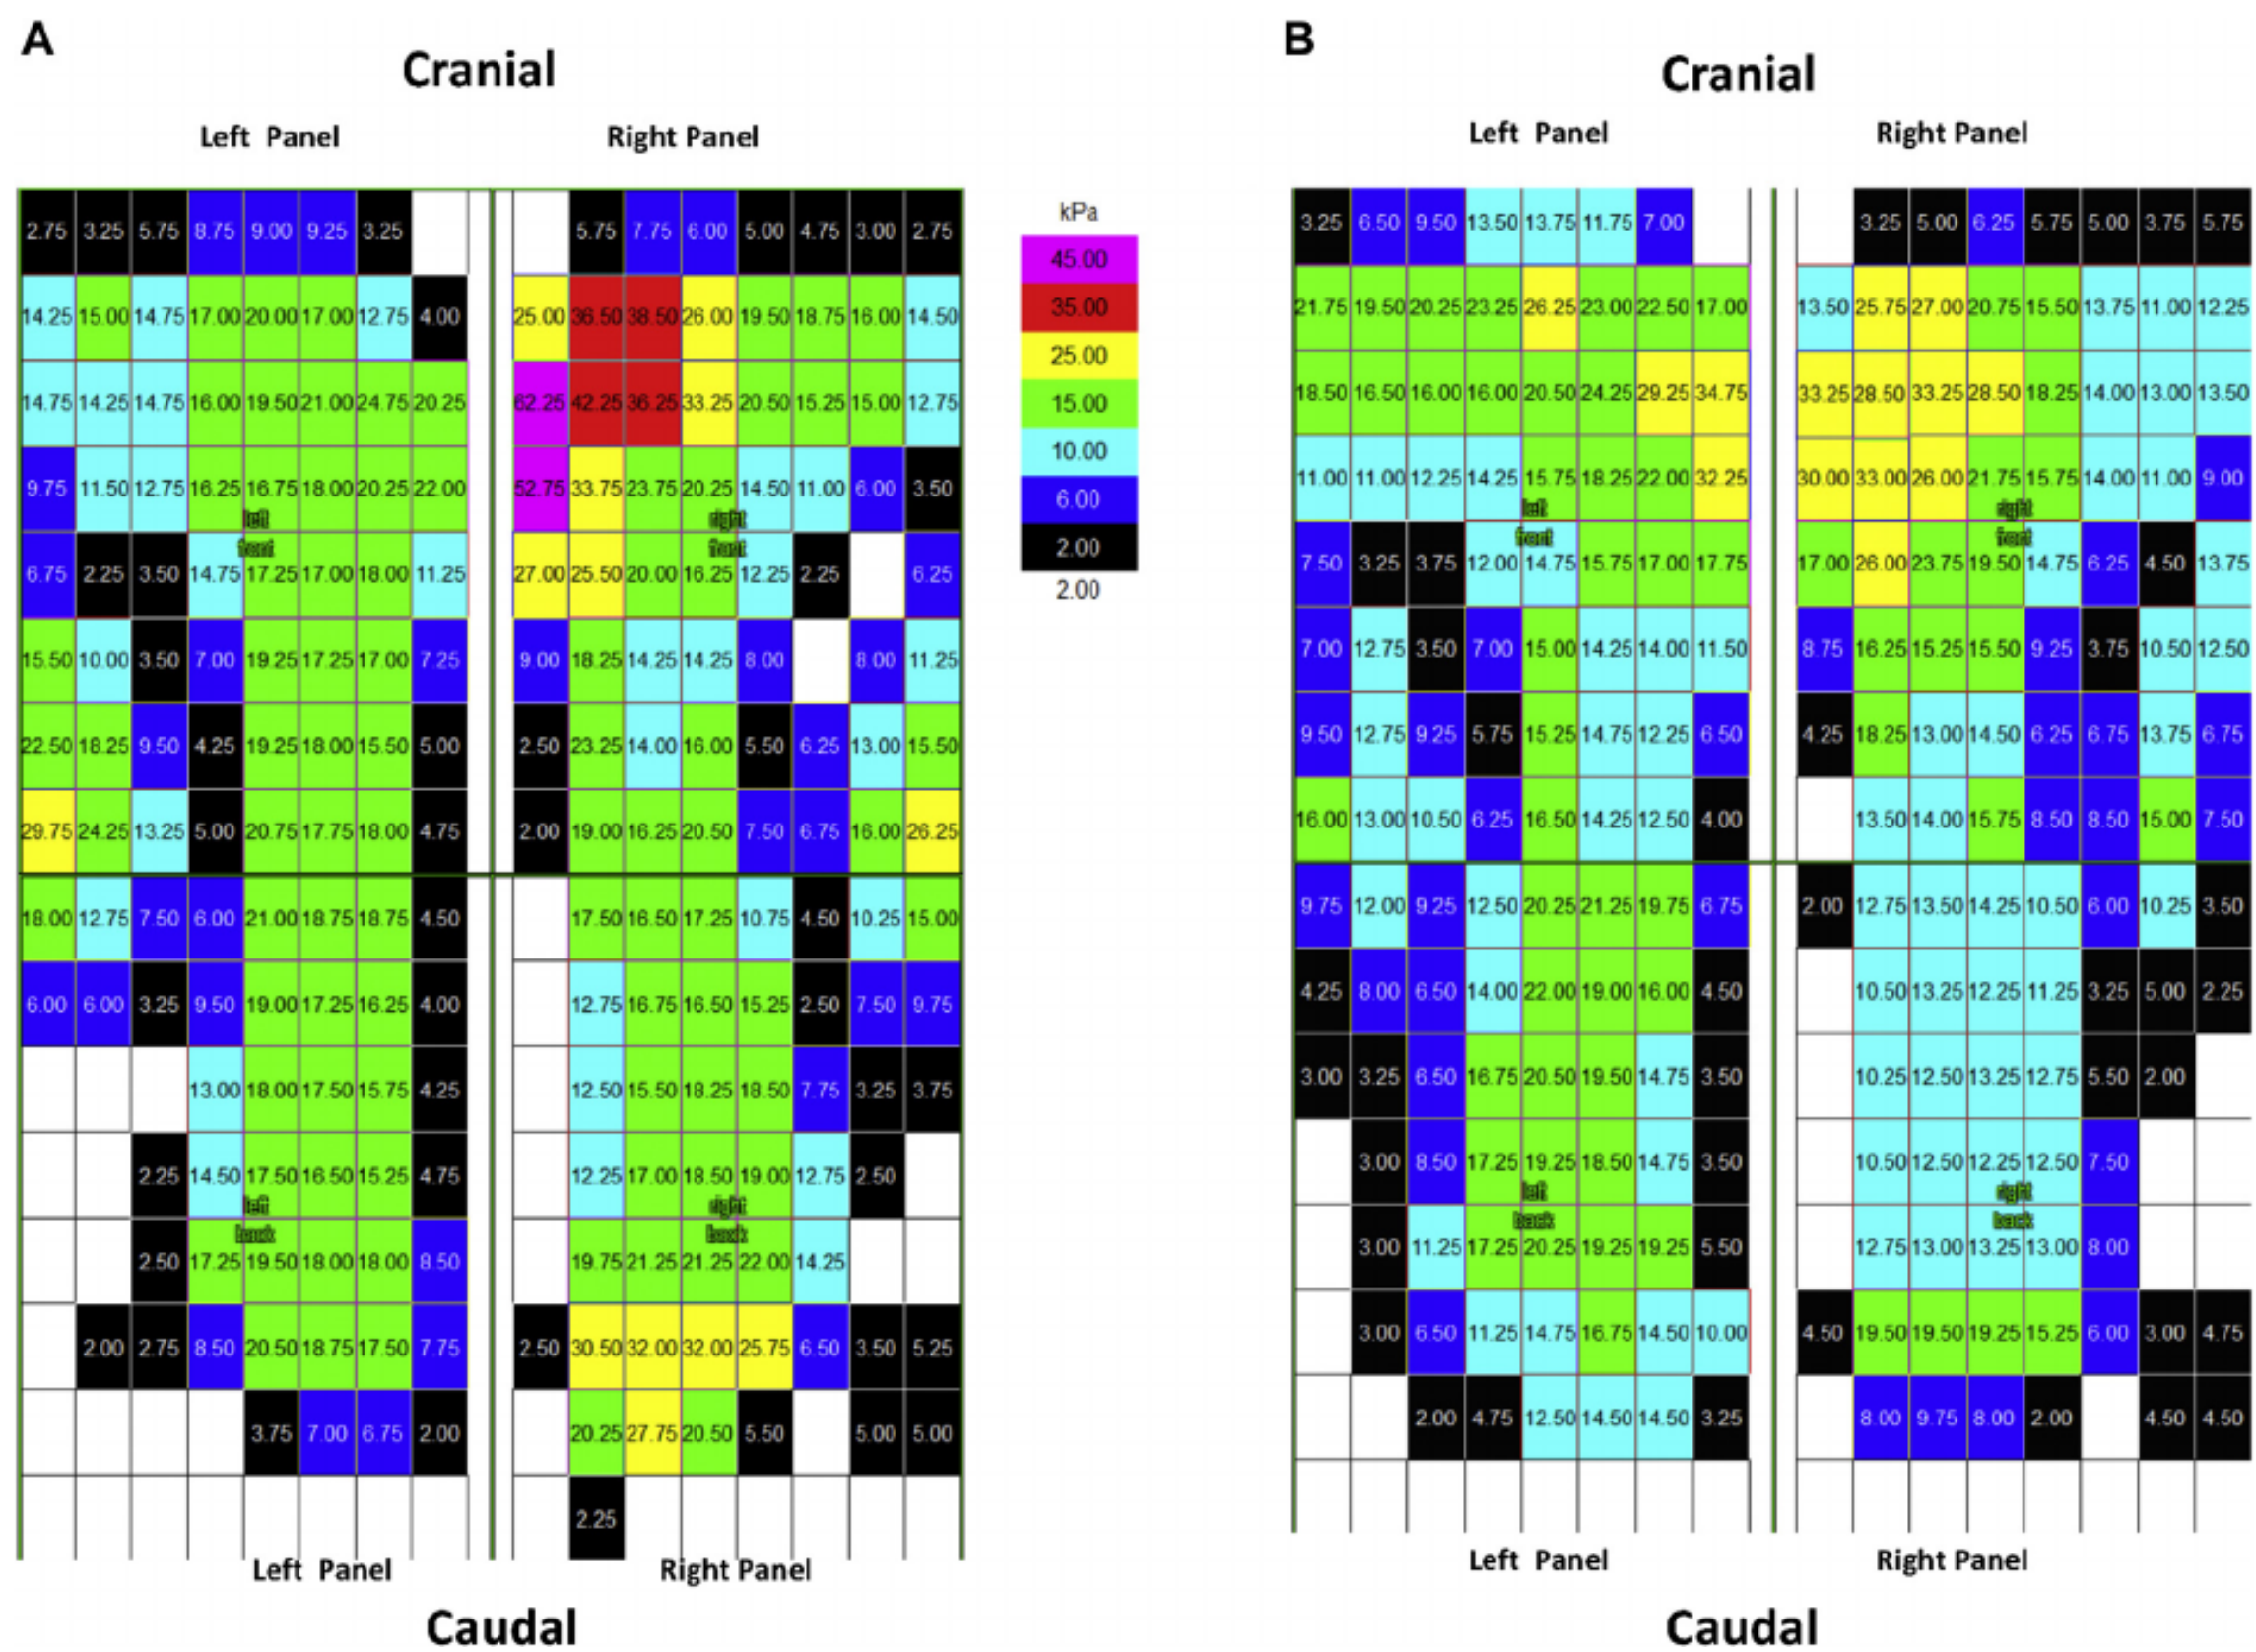 A
B
Cranial
Cranial
Left Panel
Right Panel
Left Panel
Right Panel
2.75 3.25 5.75 8.75 9.00 9.25 3.25
5.75 7.75 6.00 5.00 4.75 3.00 2.75
14.25 15.00 14.75 17.00 20.00 17.00 12.75 4.00
25.00 36.50 38.50 26.00 19.50 18.75 16.00 14.50
14.75 14.25 14.75 16.00 19.50 21.00 24.75 20.25
62.25 42.25 36.25 33.25 20.50 15.25 15.00 12.75
9.75 11.50 12.75 16.25 16.75 18.00 20.25 22.00
52.75 33.75 23.75 20.25 14.50 11.00 6.00 3.50
left
front
right
front
6.75 2.25 3.50 14.75 17.25 17.00 18.00 11.25
27.00 25.50 20.00 16.25 12.25 2.25 6.25
15.50 10.00 3.50 7.00 19.25 17.25 17.00 7.25
9.00 18.25 14.25 14.25 8.00 8.00 11.25
22.50 18.25 9.50 4.25 19.25 18.00 15.50 5.00
2.50 23.25 14.00 16.00 5.50 6.25 13.00 15.50
29.75 24.25 13.25 5.00 20.75 17.75 18.00 4.75
2.00 19.00 16.25 20.50 7.50 6.75 16.00 26.25
18.00 12.75 7.50 6.00 21.00 18.75 18.75 4.50
17.50 16.50 17.25 10.75 4.50 10.25 15.00
6.00 6.00 3.25 9.50 19.00 17.25 16.25 4.00
12.75 16.75 16.50 15.25 2.50 7.50 9.75
13.00 18.00 17.50 15.75 4.25
12.50 15.50 18.25 18.50 7.75 3.25 3.75
2.25 14.50 17.50 16.50 15.25 4.75
12.25 17.00 18.50 19.00 12.75 2.50
left
back
right
back
2.50 17.25 19.50 18.00 18.00 8.50
19.75 21.25 21.25 22.00 14.25
2.00 2.75 8.50 20.50 18.75 17.50 7.75
2.50 30.50 32.00 32.00 25.75 6.50 3.50 5.25
3.75 7.00 6.75 2.00
20.25 27.75 20.50 5.50 5.00 5.00
2.25
Left Panel
Right Panel
Caudal
kPa
45.00
35.00
25.00
15.00
10.00
6.00
2.00
2.00
3.25 6.50 9.50 13.50 13.75 11.75 7.00
3.25 5.00 6.25 5.75 5.00 3.75 5.75
21.75 19.50 20.25 23.25 26.25 23.00 22.50 17.00
13.50 25.75 27.00 20.75 15.50 13.75 11.00 12.25
18.50 16.50 16.00 16.00 20.50 24.25 29.25 34.75
33.25 28.50 33.25 28.50 18.25 14.00 13.00 13.50
11.00 11.00 12.25 14.25 15.75 18.25 22.00 32.25
30.00 33.00 26.00 21.75 15.75 14.00 11.00 9.00
left
front
right
front
7.50 3.25 3.75 12.00 14.75 15.75 17.00 17.75
17.00 26.00 23.75 19.50 14.75 6.25 4.50 13.75
7.00 12.75 3.50 7.00 15.00 14.25 14.00 11.50
8.75 16.25 15.25 15.50 9.25 3.75 10.50 12.50
9.50 12.75 9.25 5.75 15.25 14.75 12.25 6.50
4.25 18.25 13.00 14.50 6.25 6.75 13.75 6.75
16.00 13.00 10.50 6.25 16.50 14.25 12.50 4.00
13.50 14.00 15.75 8.50 8.50 15.00 7.50
9.75 12.00 9.25 12.50 20.25 21.25 19.75 6.75
2.00 12.75 13.50 14.25 10.50 6.00 10.25 3.50
4.25 8.00 6.50 14.00 22.00 19.00 16.00 4.50
10.50 13.25 12.25 11.25 3.25 5.00 2.25
3.00 3.25 6.50 16.75 20.50 19.50 14.75 3.50
10.25 12.50 13.25 12.75 5.50 2.00
3.00 8.50 17.25 19.25 18.50 14.75 3.50
10.50 12.50 12.25 12.50 7.50
left
back
right
back
3.00 11.25 17.25 20.25 19.25 19.25 5.50
12.75 13.00 13.25 13.00 8.00
3.00 6.50 11.25 14.75 16.75 14.50 10.00
4.50 19.50 19.50 19.25 15.25 6.00 3.00 4.75
2.00 4.75 12.50 14.50 14.50 3.25
8.00 9.75 8.00 2.00 4.50 4.50
Left Panel
Right Panel
Caudal